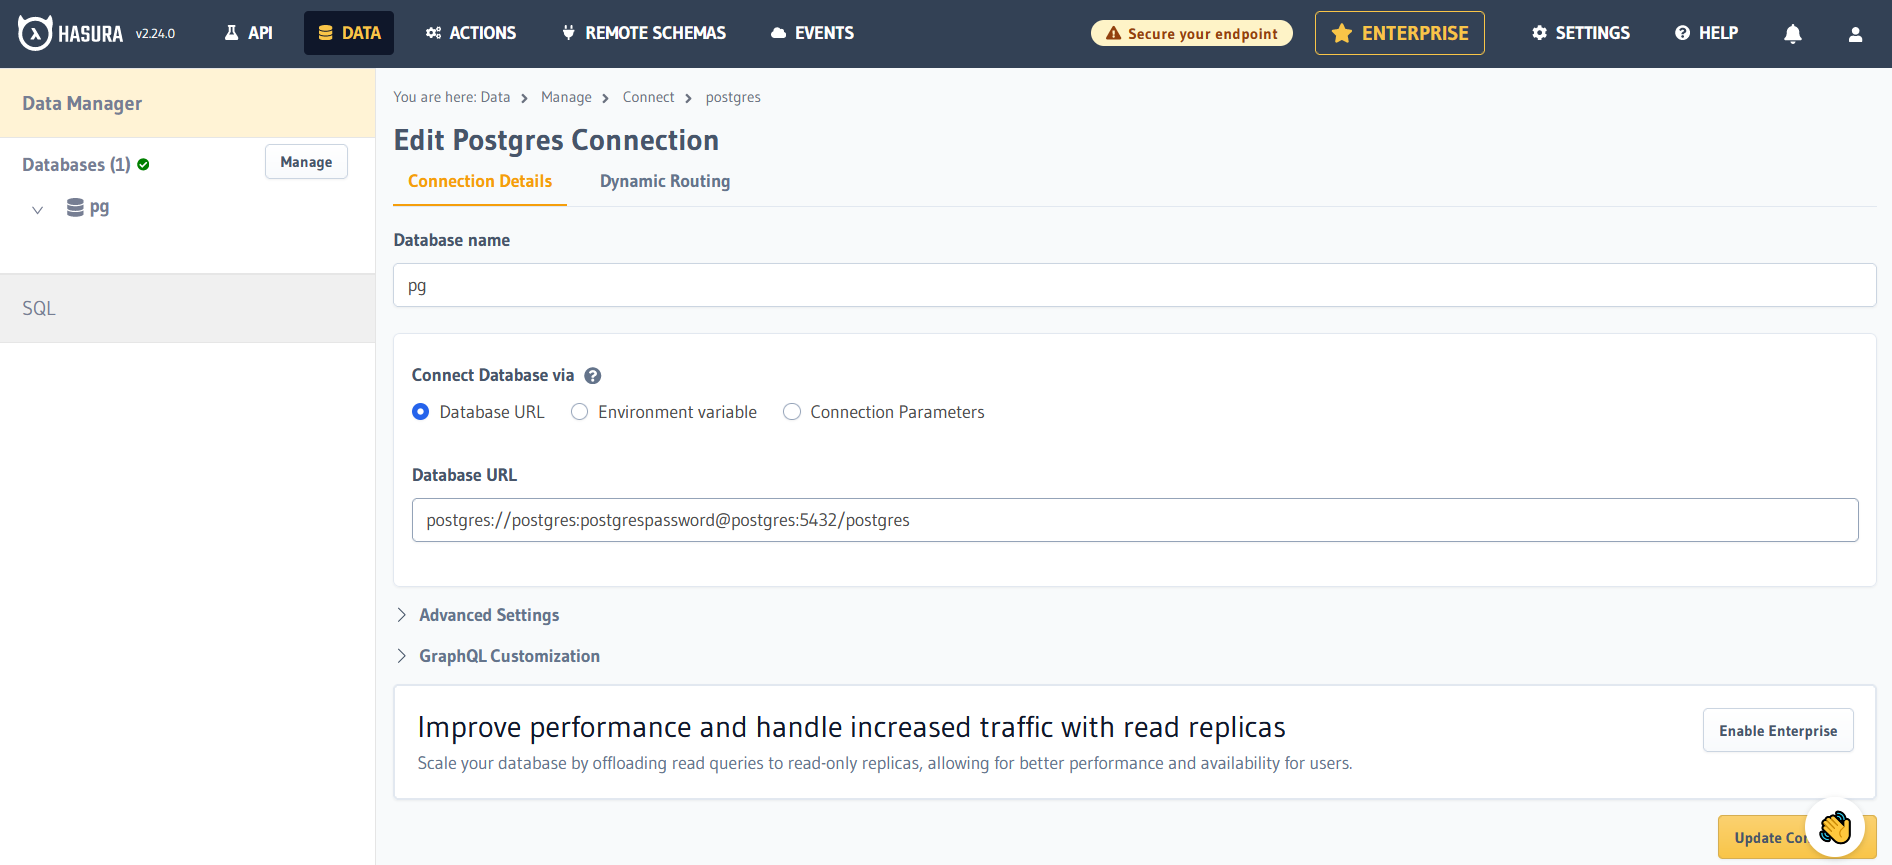 HASURA v2.24.0 API DATA ACTIONS REMOTE SCHEMAS EVENTS Secure your endpoint ENTERPRISE SETTINGS HELP
Data Manager
Databases (1) Manage
pg
SQL
You are here: Data > Manage > Connect > postgres
Edit Postgres Connection
Connection Details Dynamic Routing
Database name
pg
Connect Database via
Database URL Environment variable Connection Parameters
Database URL
postgres://postgres:postgrespassword@postgres:5432/postgres
Advanced Settings
GraphQL Customization
Improve performance and handle increased traffic with read replicas
Enable Enterprise
Scale your database by offloading read queries to read-only replicas, allowing for better performance and availability for users.
Update